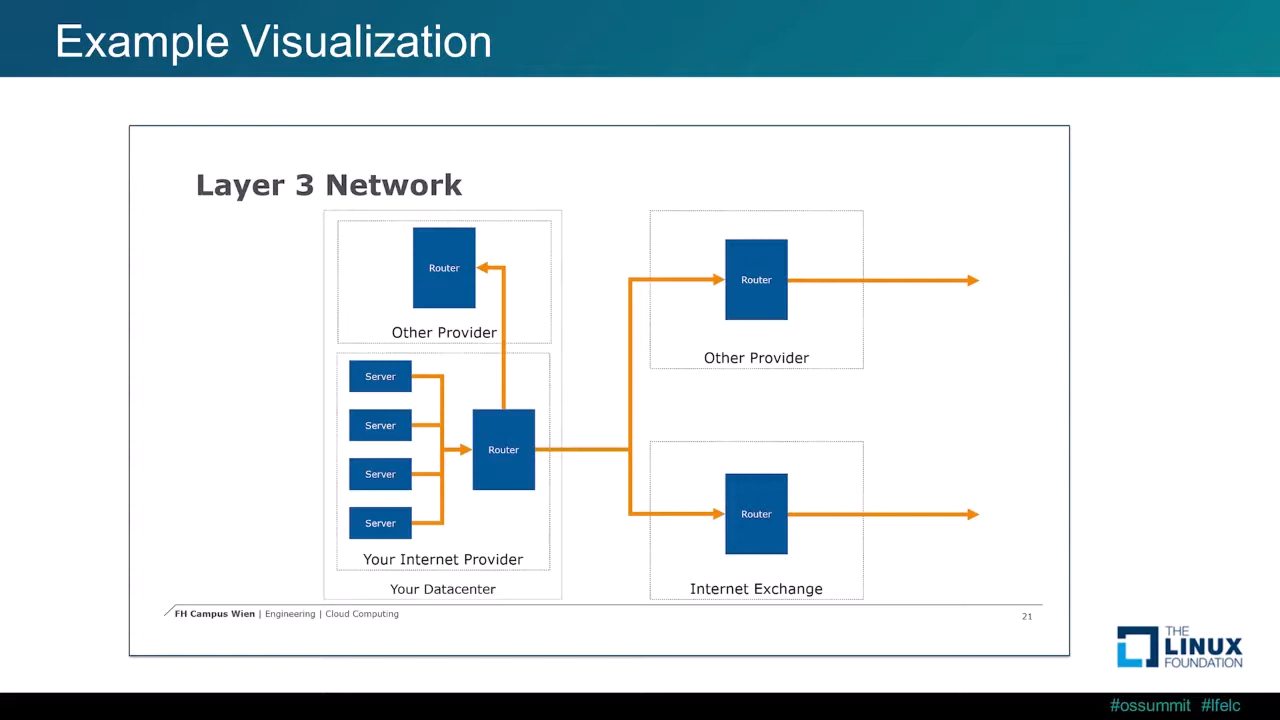 Example Visualization
Layer 3 Network
Router
Other Provider
Server
Server
Server
Server
Router
Your Internet Provider
Your Datacenter
Router
Other Provider
Router
Internet Exchange
FH Campus Wien | Engineering | Cloud Computing
21
THE
LINUX
FOUNDATION
#ossummit #lfelc